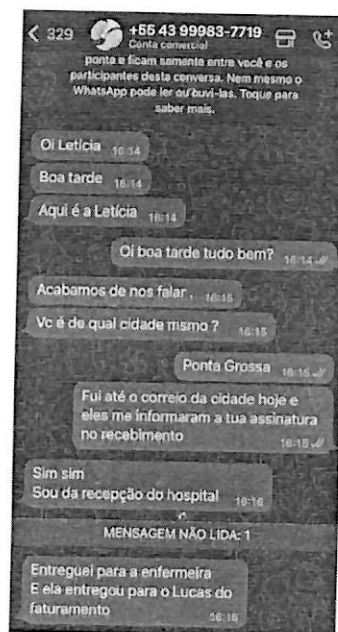 329
+55 43 99983-7719
Conta comercial
ponta e ficam somente entre você e os
participantes desta conversa. Nem mesmo o
WhatsApp pode ler ou ouvi-las. Toque para
saber mais.
Oi Letícia 16:14
Boa tarde 16:14
Aqui é a Letícia 16:14
Oi boa tarde tudo bem? 16:14
Acabamos de nos falar, 16:15
Vc é de qual cidade msmo ? 16:15
Ponta Grossa 16:15
Fui até o correio da cidade hoje e
eles me informaram a tua assinatura
no recebimento 16:15
Sim sim
Sou da recepção do hospital 16:16
MENSAGEM NÃO LIDA: 1
Entreguei para a enfermeira
E ela entregou para o Lucas do
faturamento 16:16